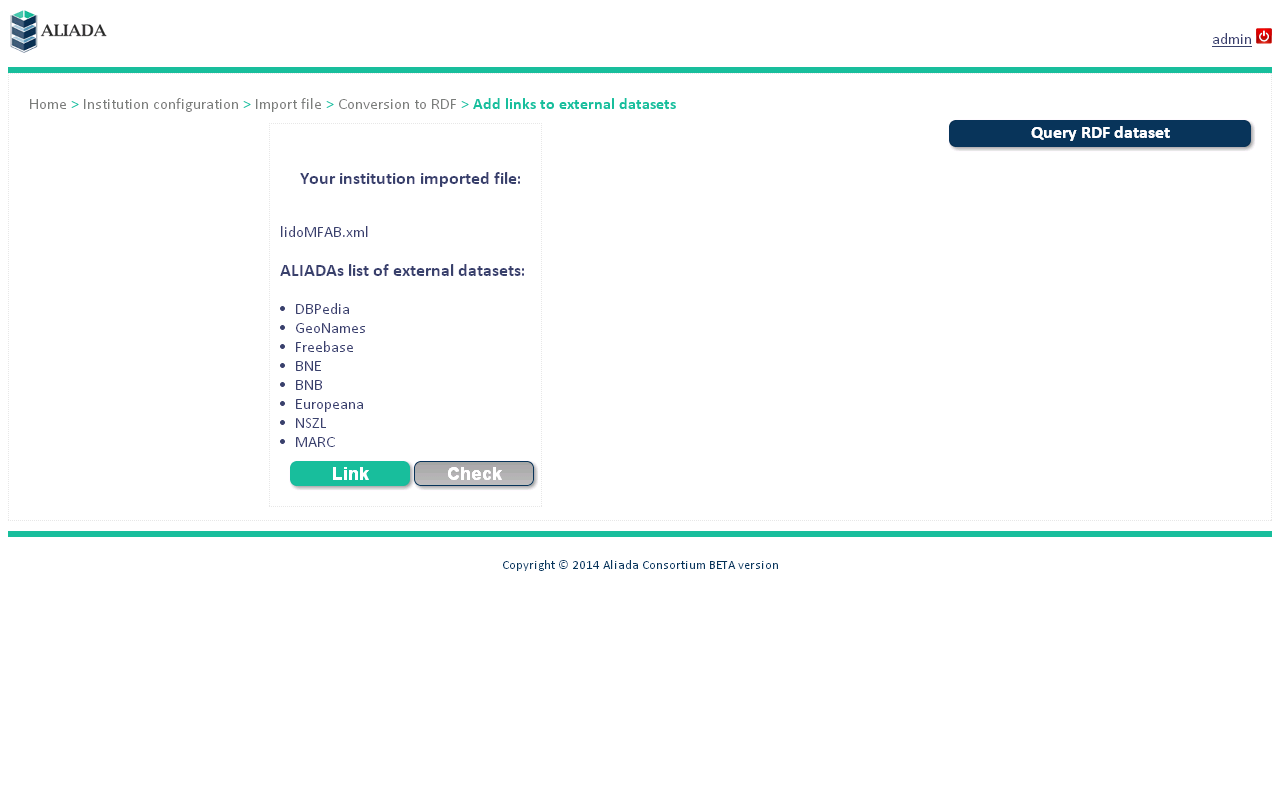 ALIADA
admin
Home > Institution configuration > Import file > Conversion to RDF > Add links to external datasets
Query RDF dataset
Your institution imported file:
lidoMFAB.xml
ALIADAs list of external datasets:
• DBPedia
• GeoNames
• Freebase
• BNE
• BNB
• Europeana
• NSZL
• MARC
Link Check
Copyright © 2014 Aliada Consortium BETA version